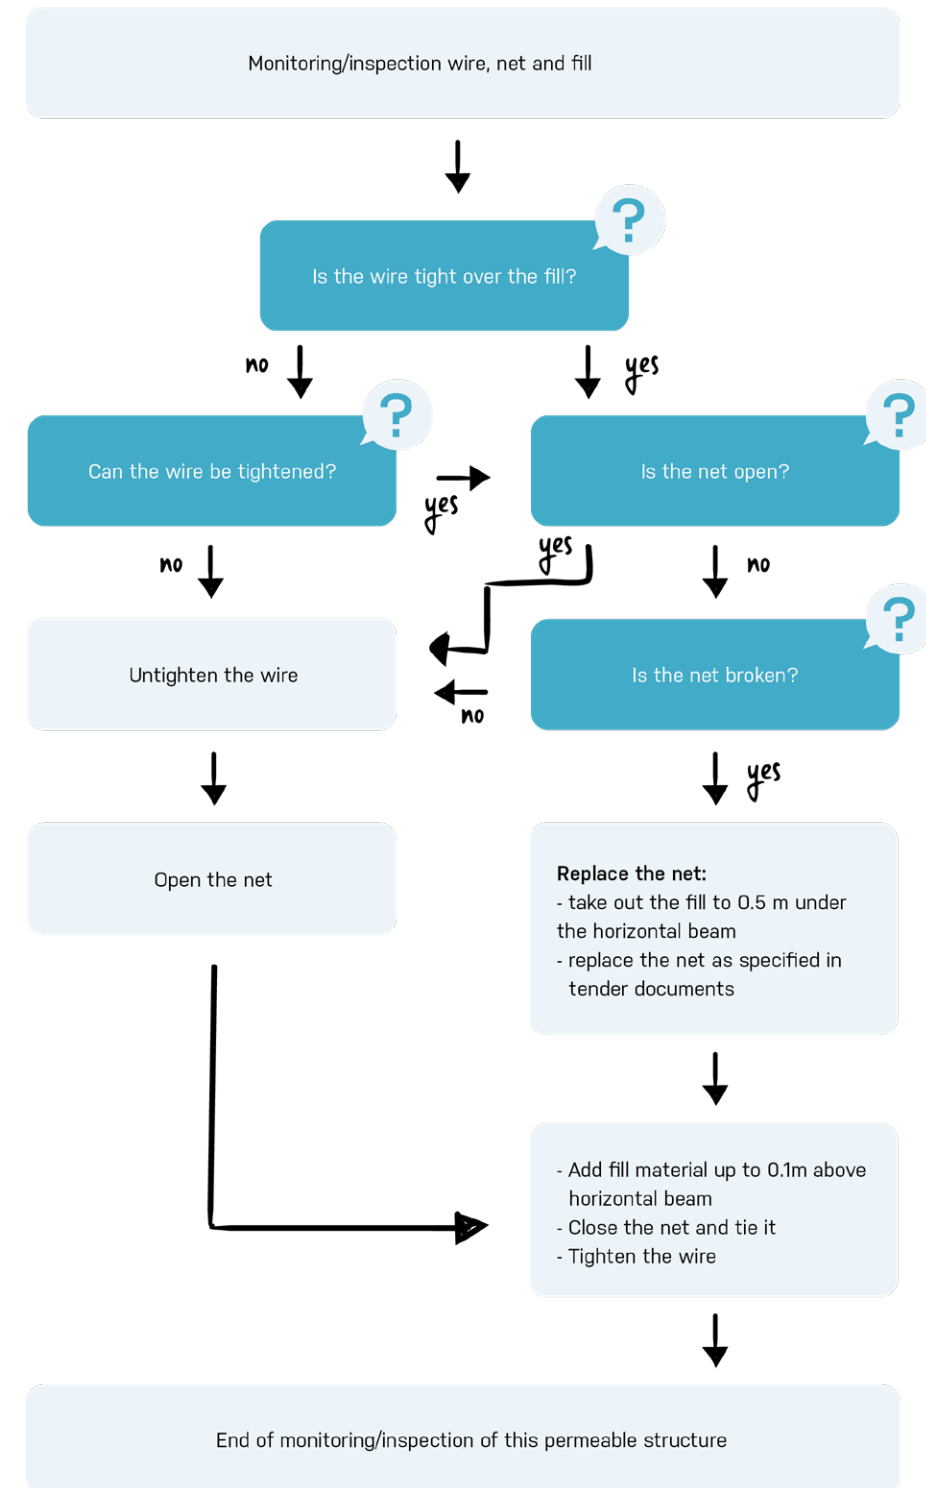 Monitoring/inspection wire, net and fill
?
Is the wire tight over the fill?
no
yes
?
?
Can the wire be tightened?
yes
Is the net open?
no
yes
no
?
Untighten the wire
Is the net broken?
no
yes
Open the net
Replace the net:
- take out the fill to 0.5 m under
the horizontal beam
- replace the net as specified in
tender documents
- Add fill material up to 0.1m above
horizontal beam
- Close the net and tie it
- Tighten the wire
End of monitoring/inspection of this permeable structure